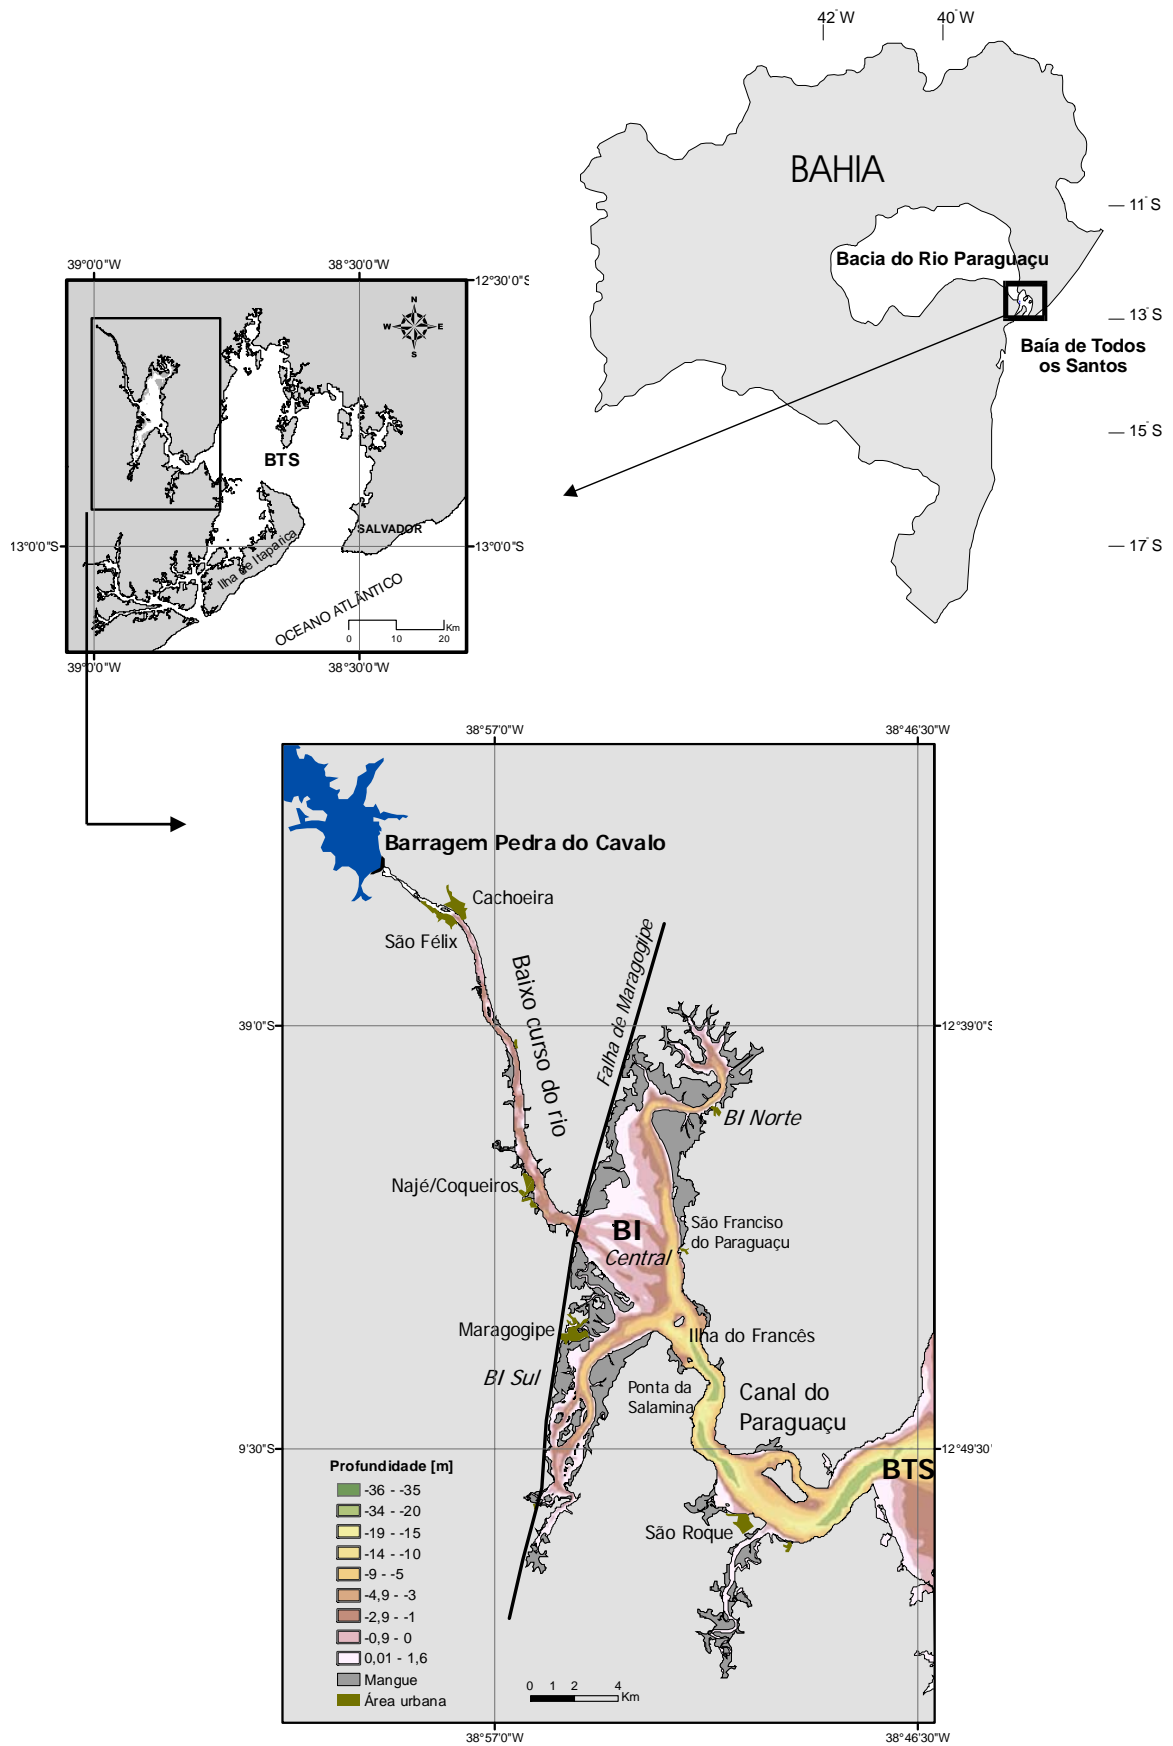 42°W
40°W
BAHIA
11°S
Bacia do Rio Paraguaçu
13°S
Baía de Todos
os Santos
15°S
17°S
39°0'0"W
38°30'0"W
12°30'0"S
N
W
E
S
BTS
SALVADOR
13°0'0"S
13°0'0"S
Ilha de Itaparica
OCEANO ATLÂNTICO
Km
0 10 20
39°0'0"W
38°30'0"W
38°57'0"W
38°46'30"W
Barragem Pedra do Cavalo
Cachoeira
São Félix
Baixo curso do rio
Falha de Maragogipe
39'0"S
12°39'0"S
BI Norte
Najé/Coqueiros
BI
Central
São Franciso
do Paraguaçu
Maragogipe
Ilha do Francês
BI Sul
Ponta da
Salamina
Canal do
Paraguaçu
9'30"S
12°49'30'
BTS
Profundidade [m]
-36 - -35
-34 - -20
-19 - -15
-14 - -10
-9 - -5
-4,9 - -3
-2,9 - -1
-0,9 - 0
0,01 - 1,6
Mangue
Área urbana
São Roque
0 1 2 4
Km
38°57'0"W
38°46'30"W